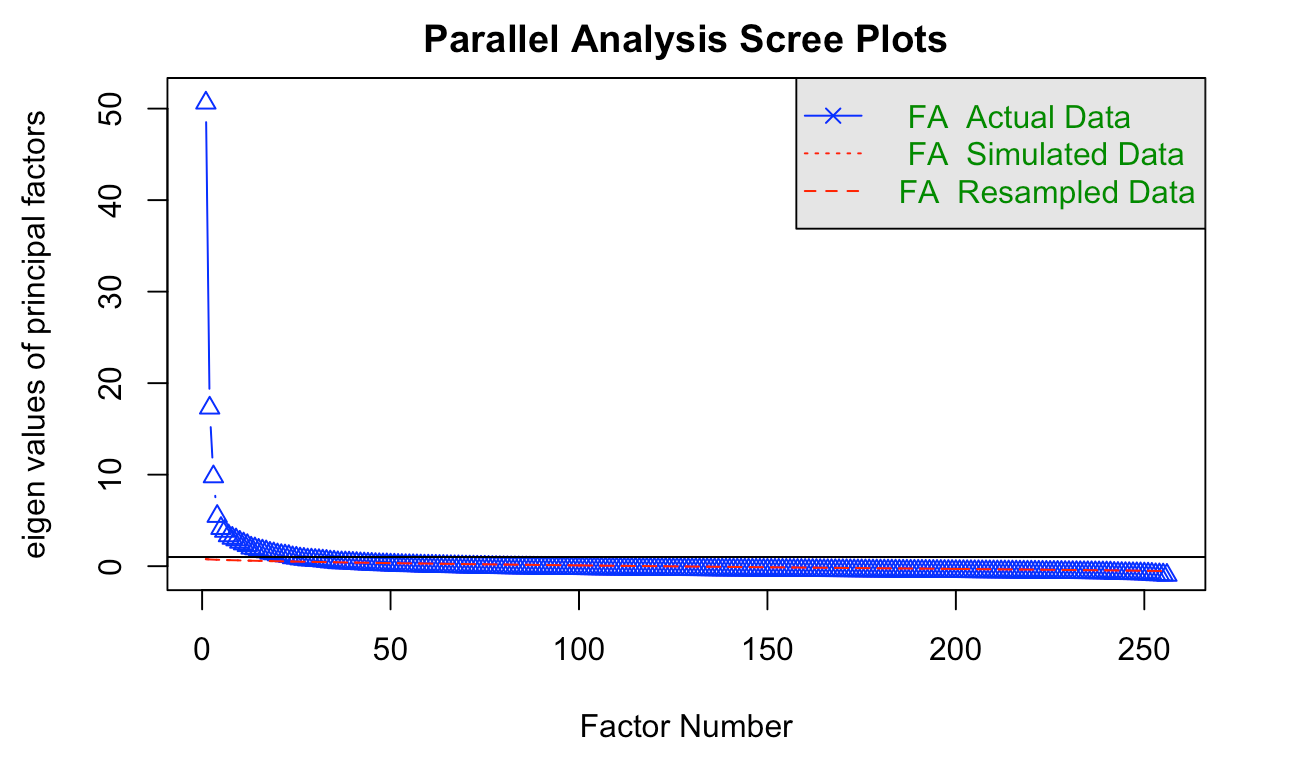 Parallel Analysis Scree Plots
eigen values of principal factors
50
40
30
20
10
0
FA Actual Data
FA Simulated Data
FA Resampled Data
0 50 100 150 200 250
Factor Number